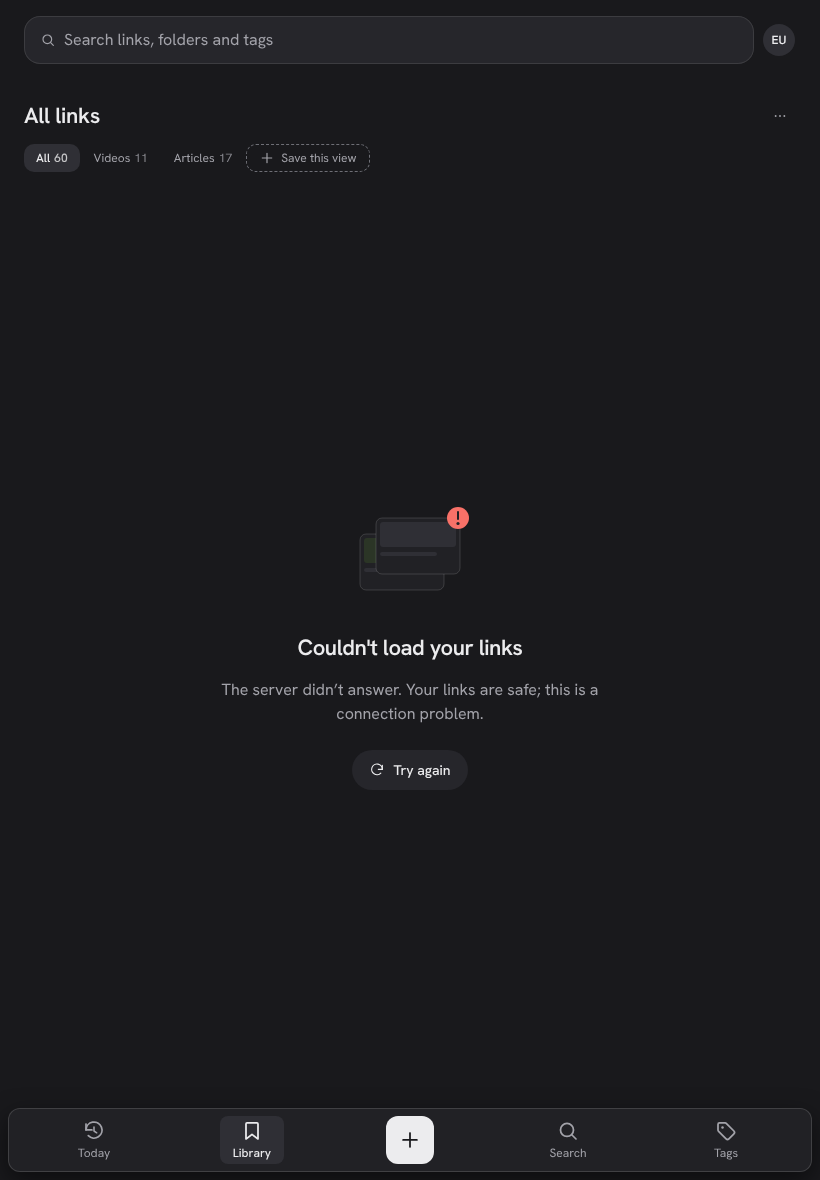 Search links, folders and tags
EU
All links
All 60
Videos 11
Articles 17
Save this view
Couldn't load your links
The server didn’t answer. Your links are safe; this is a
connection problem.
Try again
Today
Library
Search
Tags